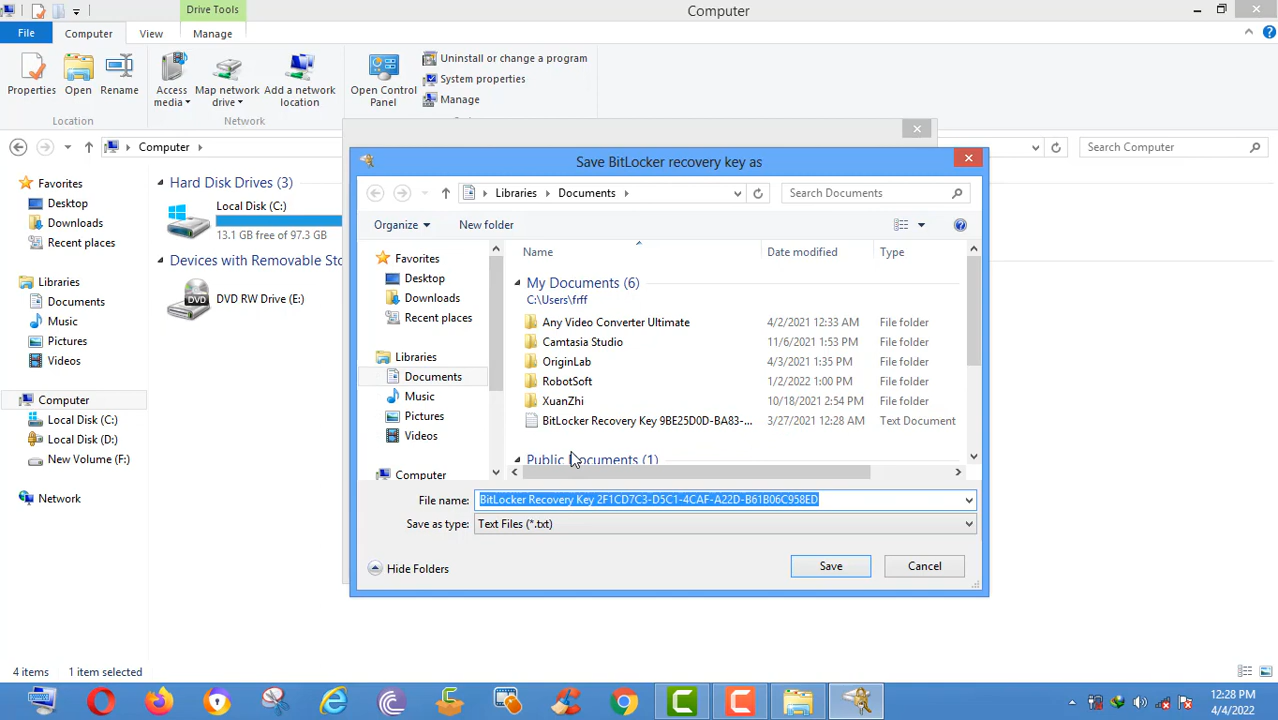 Drive Tools
Computer
File
Computer
View
Manage
Properties
Open
Rename
Access media
Map network drive
Add a network location
Open Control Panel
Uninstall or change a program
System properties
Manage
Location
Network
Computer
Search Computer
Favorites
Desktop
Downloads
Recent places
Libraries
Documents
Music
Pictures
Videos
Computer
Local Disk (C:)
Local Disk (D:)
New Volume (F:)
Network
Hard Disk Drives (3)
Local Disk (C:)
13.1 GB free of 97.3 GB
Devices with Removable Sto
DVD RW Drive (E:)
DVD
Save BitLocker recovery key as
Libraries
Documents
Search Documents
Organize
New folder
Favorites
Desktop
Downloads
Recent places
Libraries
Documents
Music
Pictures
Videos
Computer
Name
Date modified
Type
My Documents (6)
C:\Users\frff
Any Video Converter Ultimate 4/2/2021 12:33 AM File folder
Camtasia Studio 11/6/2021 1:53 PM File folder
OriginLab 4/3/2021 1:35 PM File folder
RobotSoft 1/2/2022 1:00 PM File folder
XuanZhi 10/18/2021 2:54 PM File folder
BitLocker Recovery Key 9BE25D0D-BA83-... 3/27/2021 12:28 AM Text Document
Public Documents (1)
File name: BitLocker Recovery Key 2F1CD7C3-D5C1-4CAF-A22D-B61B06C958ED
Save as type: Text Files (*.txt)
Hide Folders
Save
Cancel
4 items
1 item selected
12:28 PM
4/4/2022